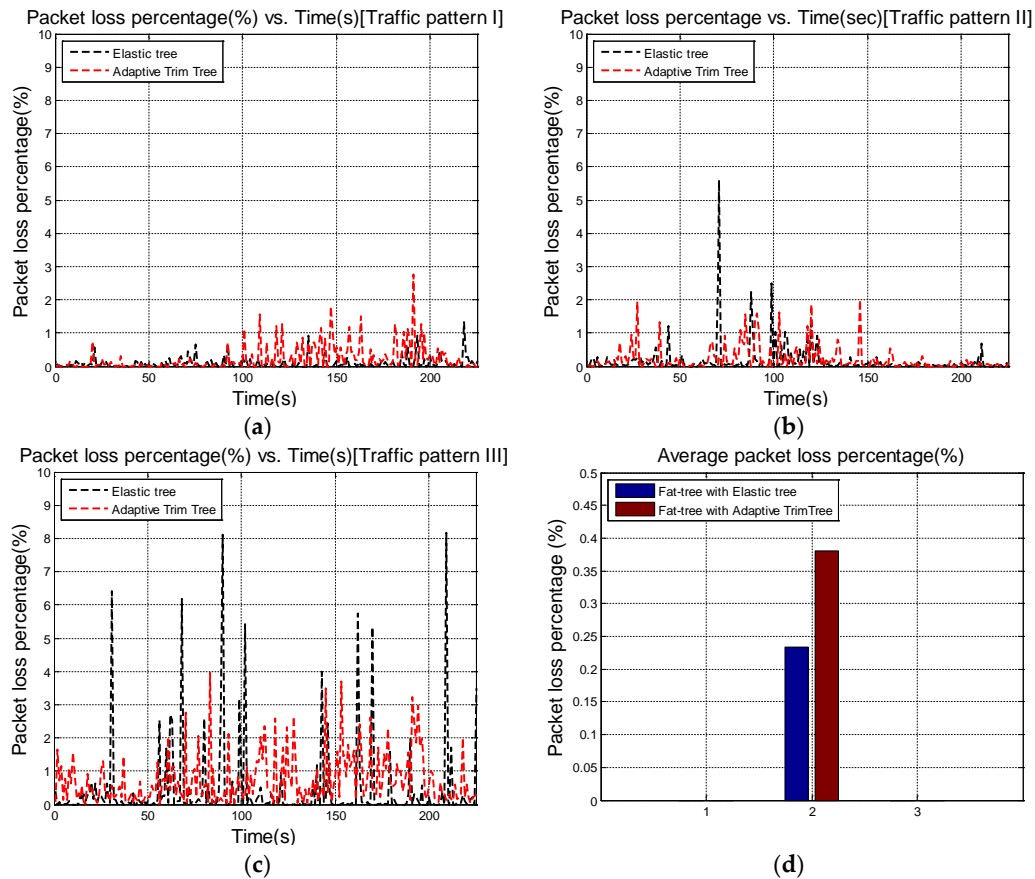 Packet loss percentage(%) vs. Time(s)[Traffic pattern I]
Packet loss percentage(%)
10
9
8
7
6
5
4
3
2
1
0
0 50 100 150 200
Time(s)
Elastic tree
Adaptive Trim Tree
(a)
Packet loss percentage vs. Time(sec)[Traffic pattern II]
Packet loss percentage(%)
10
9
8
7
6
5
4
3
2
1
0
0 50 100 150 200
Time(s)
Elastic tree
Adaptive Trim Tree
(b)
Packet loss percentage(%) vs. Time(s)[Traffic pattern III]
Packet loss percentage(%)
10
9
8
7
6
5
4
3
2
1
0
0 50 100 150 200
Time(s)
Elastic tree
Adaptive Trim Tree
(c)
Average packet loss percentage(%)
Packet loss percentage (%)
0.5
0.45
0.4
0.35
0.3
0.25
0.2
0.15
0.1
0.05
0
1 2 3
Fat-tree with Elastic tree
Fat-tree with Adaptive TrimTree
(d)